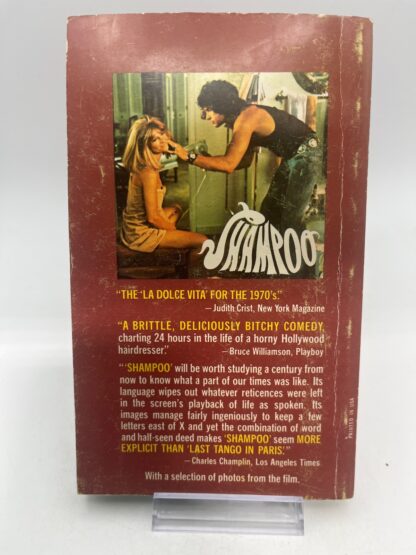 SHAMPOO
"THE 'LA DOLCE VITA' FOR THE 1970's."
— Judith Crist, New York Magazine
"A BRITTLE, DELICIOUSLY BITCHY COMEDY,
charting 24 hours in the life of a horny Hollywood
hairdresser."
— Bruce Williamson, Playboy
"'SHAMPOO' will be worth studying a century from
now to know what a part of our times was like. Its
language wipes out whatever reticences were left
in the screen's playback of life as spoken. Its
images manage fairly ingeniously to keep a few
letters east of X and yet the combination of word
and half-seen deed makes 'SHAMPOO' seem MORE
EXPLICIT THAN 'LAST TANGO IN PARIS.'"
— Charles Champlin, Los Angeles Times
With a selection of photos from the film.
PRINTED IN USA